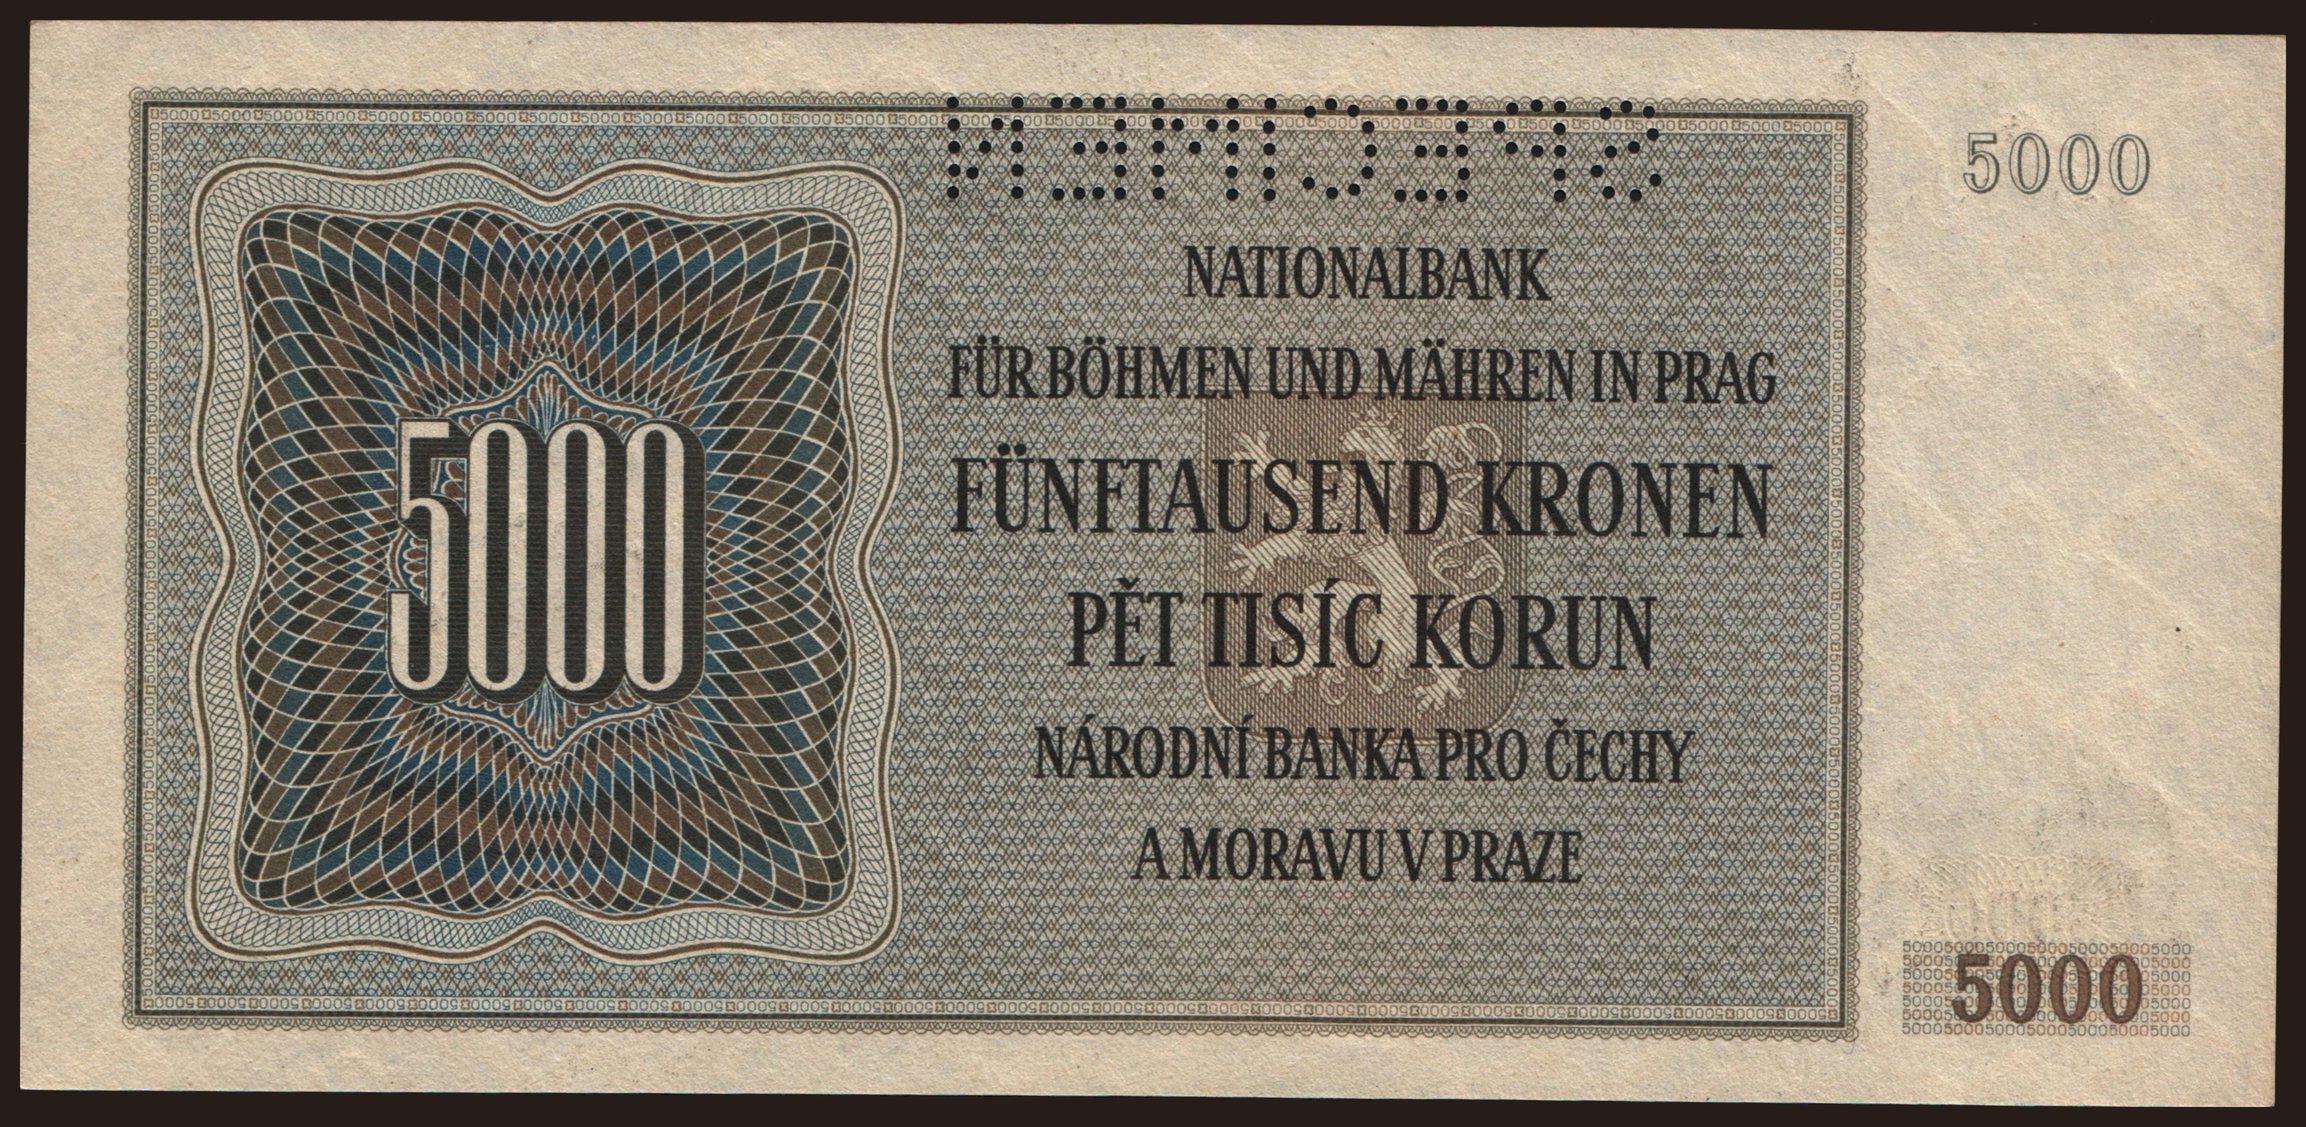 SPECIMEN
5000
NATIONALBANK
FÜR BÖHMEN UND MÄHREN IN PRAG
FÜNFTAUSEND KRONEN
5000
PĚT TISÍC KORUN
NÁRODNÍ BANKA PRO ČECHY
A MORAVU V PRAZE
5000